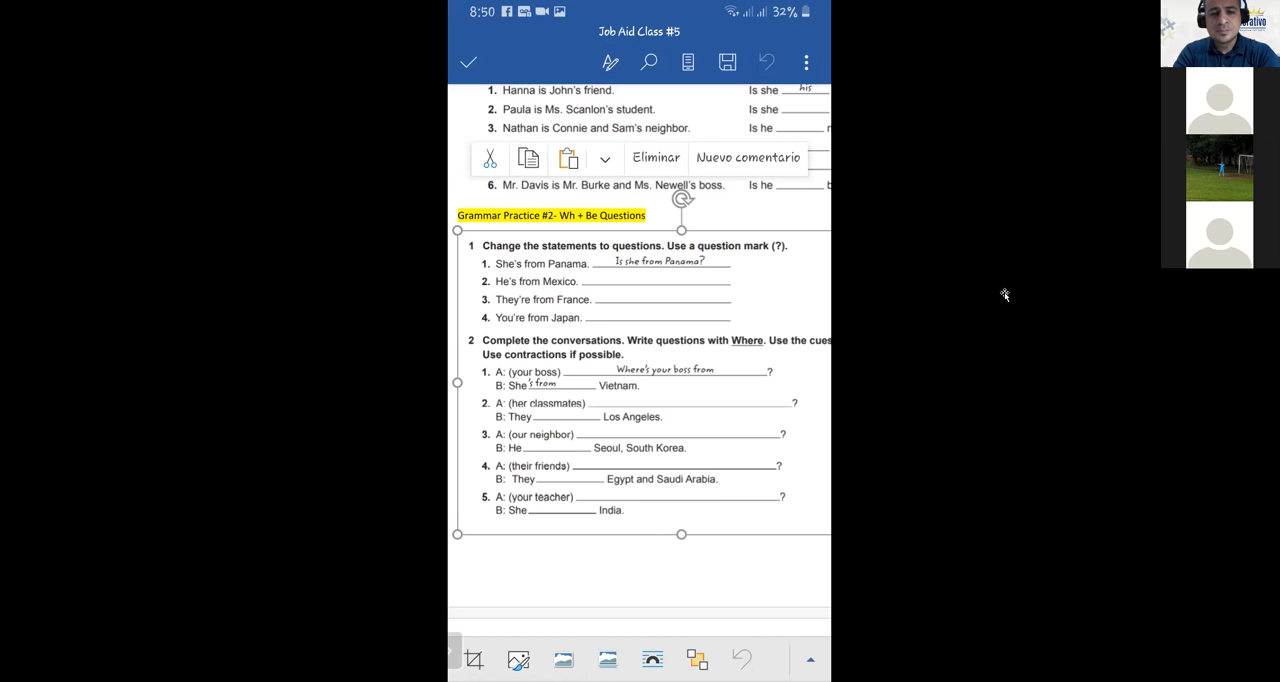 8:50 32%
Job Aid Class #5
1. Hanna is John's friend. Is she his
2. Paula is Ms. Scanlon's student. Is she
3. Nathan is Connie and Sam's neighbor. Is he
Eliminar Nuevo comentario
6. Mr. Davis is Mr. Burke and Ms. Newell's boss. Is he
Grammar Practice #2- Wh + Be Questions
1 Change the statements to questions. Use a question mark (?).
1. She's from Panama. Is she from Panama?
2. He's from Mexico.
3. They're from France.
4. You're from Japan.
2 Complete the conversations. Write questions with Where. Use the cues
Use contractions if possible.
1. A: (your boss) Where's your boss from ?
B: She 's from Vietnam.
2. A: (her classmates) ?
B: They Los Angeles.
3. A: (our neighbor) ?
B: He Seoul, South Korea.
4. A: (their friends) ?
B: They Egypt and Saudi Arabia.
5. A: (your teacher) ?
B: She India.